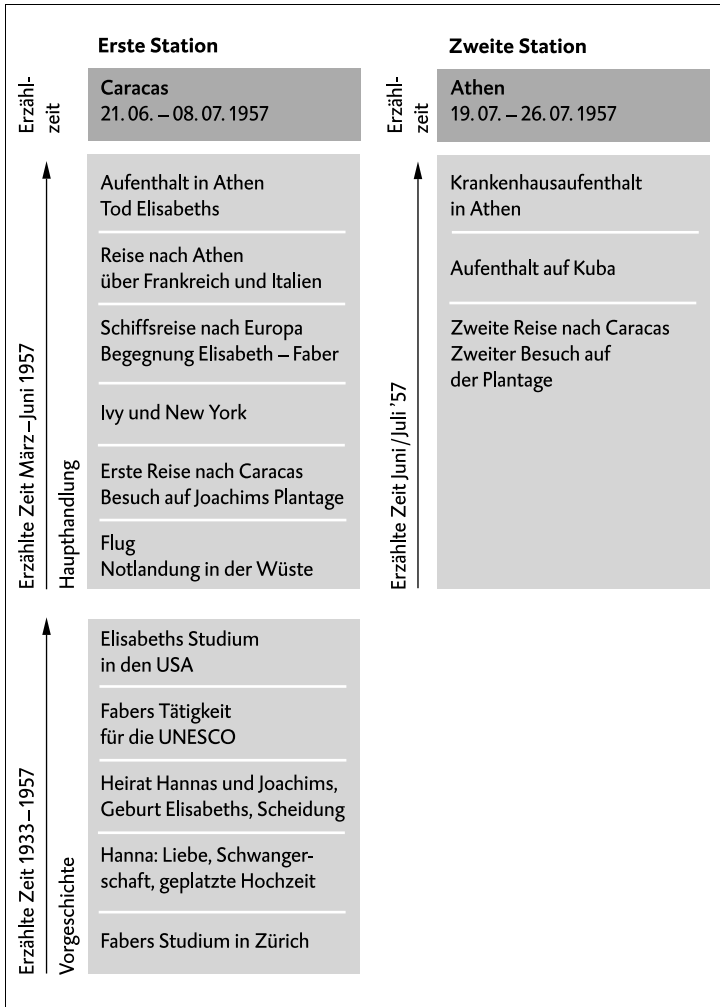 Erste Station
Erzähl-
zeit
Caracas
21. 06. – 08. 07. 1957
Erzählte Zeit März – Juni 1957
Haupthandlung
Aufenthalt in Athen
Tod Elisabeths
Reise nach Athen
über Frankreich und Italien
Schiffsreise nach Europa
Begegnung Elisabeth – Faber
Ivy und New York
Erste Reise nach Caracas
Besuch auf Joachims Plantage
Flug
Notlandung in der Wüste
Erzählte Zeit 1933 – 1957
Vorgeschichte
Elisabeths Studium
in den USA
Fabers Tätigkeit
für die UNESCO
Heirat Hannas und Joachims,
Geburt Elisabeths, Scheidung
Hanna: Liebe, Schwanger-
schaft, geplatzte Hochzeit
Fabers Studium in Zürich
Zweite Station
Erzähl-
zeit
Athen
19. 07. – 26. 07. 1957
Erzählte Zeit Juni / Juli ’57
Krankenhausaufenthalt
in Athen
Aufenthalt auf Kuba
Zweite Reise nach Caracas
Zweiter Besuch auf
der Plantage